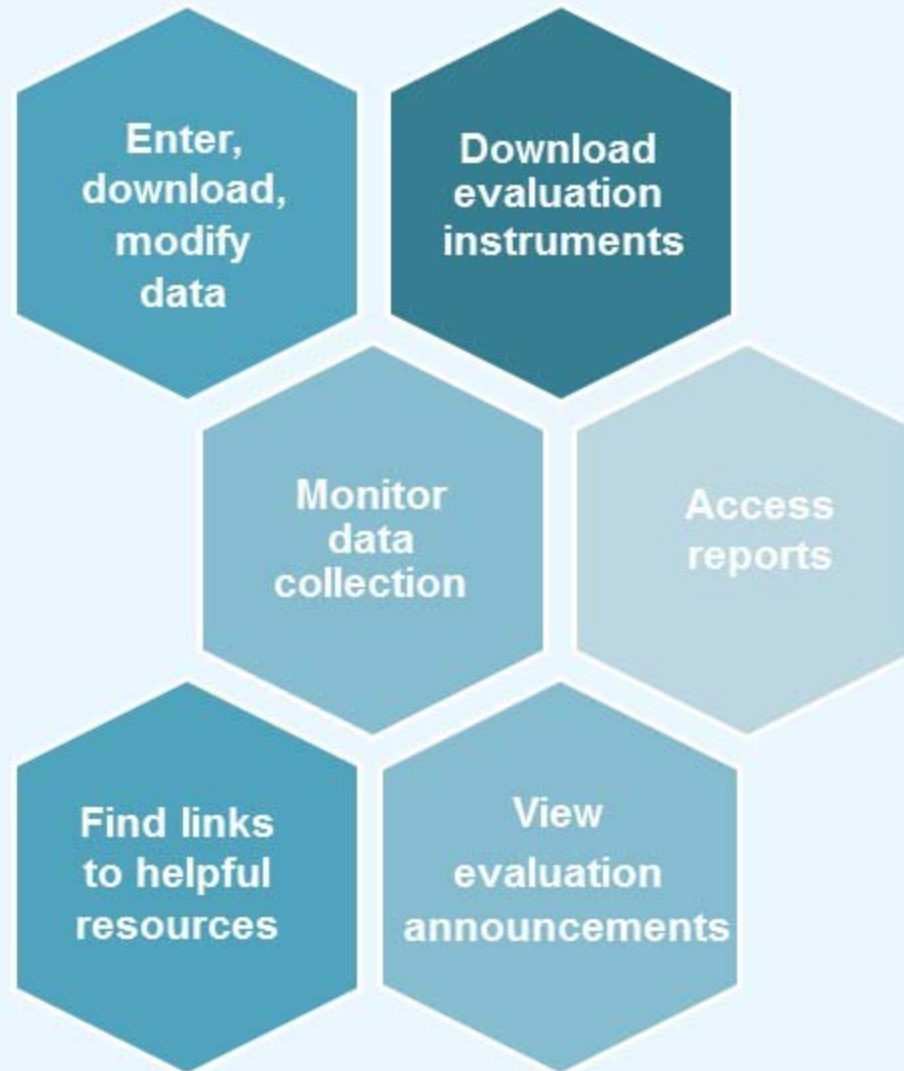 Enter,
download,
modify
data
Download
evaluation
instruments
Monitor
data
collection
Access
reports
Find links
to helpful
resources
View
evaluation
announcements